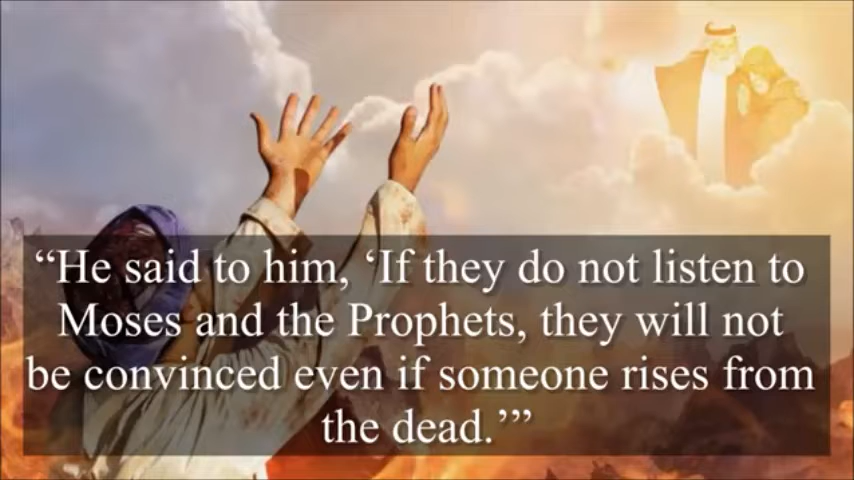 “He said to him, ‘If they do not listen to
Moses and the Prophets, they will not
be convinced even if someone rises from
the dead.’”